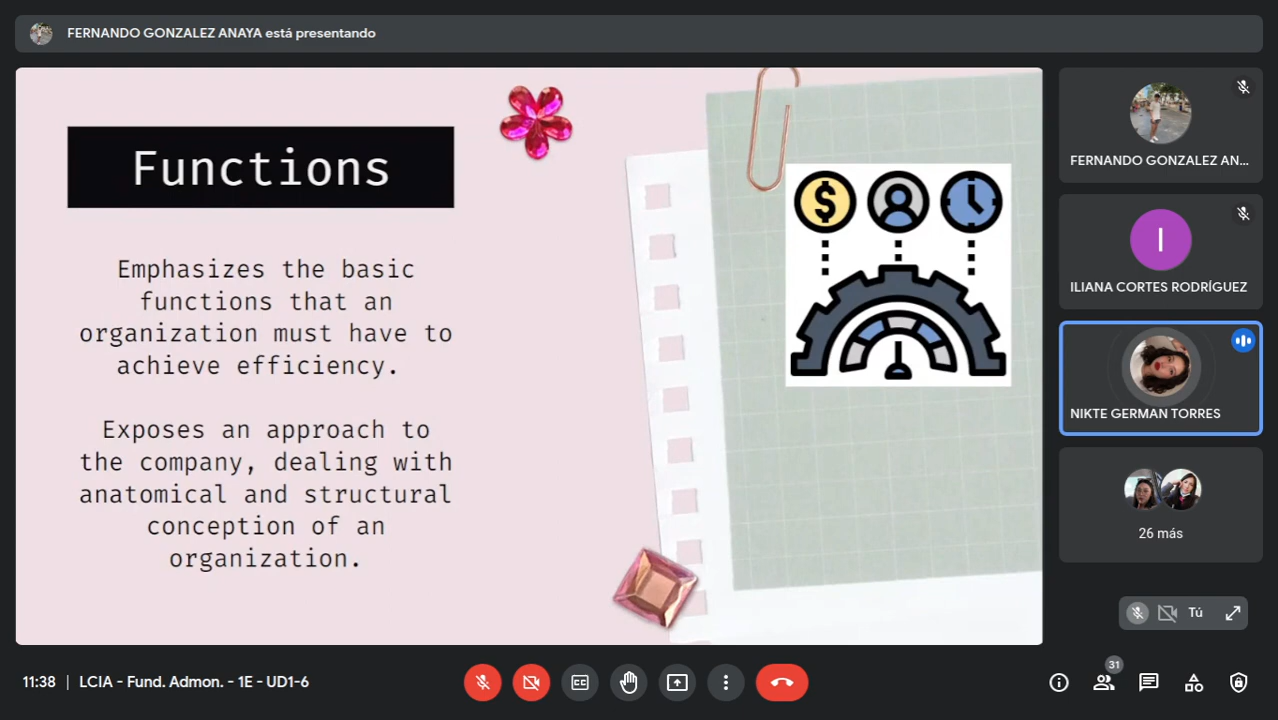 FERNANDO GONZALEZ ANAYA está presentando
Functions
Emphasizes the basic
functions that an
organization must have to
achieve efficiency.
Exposes an approach to
the company, dealing with
anatomical and structural
conception of an
organization.
$
FERNANDO GONZALEZ AN...
I
ILIANA CORTES RODRÍGUEZ
NIKTE GERMAN TORRES
26 más
Tú
11:38 | LCIA - Fund. Admon. - 1E - UD1-6
31